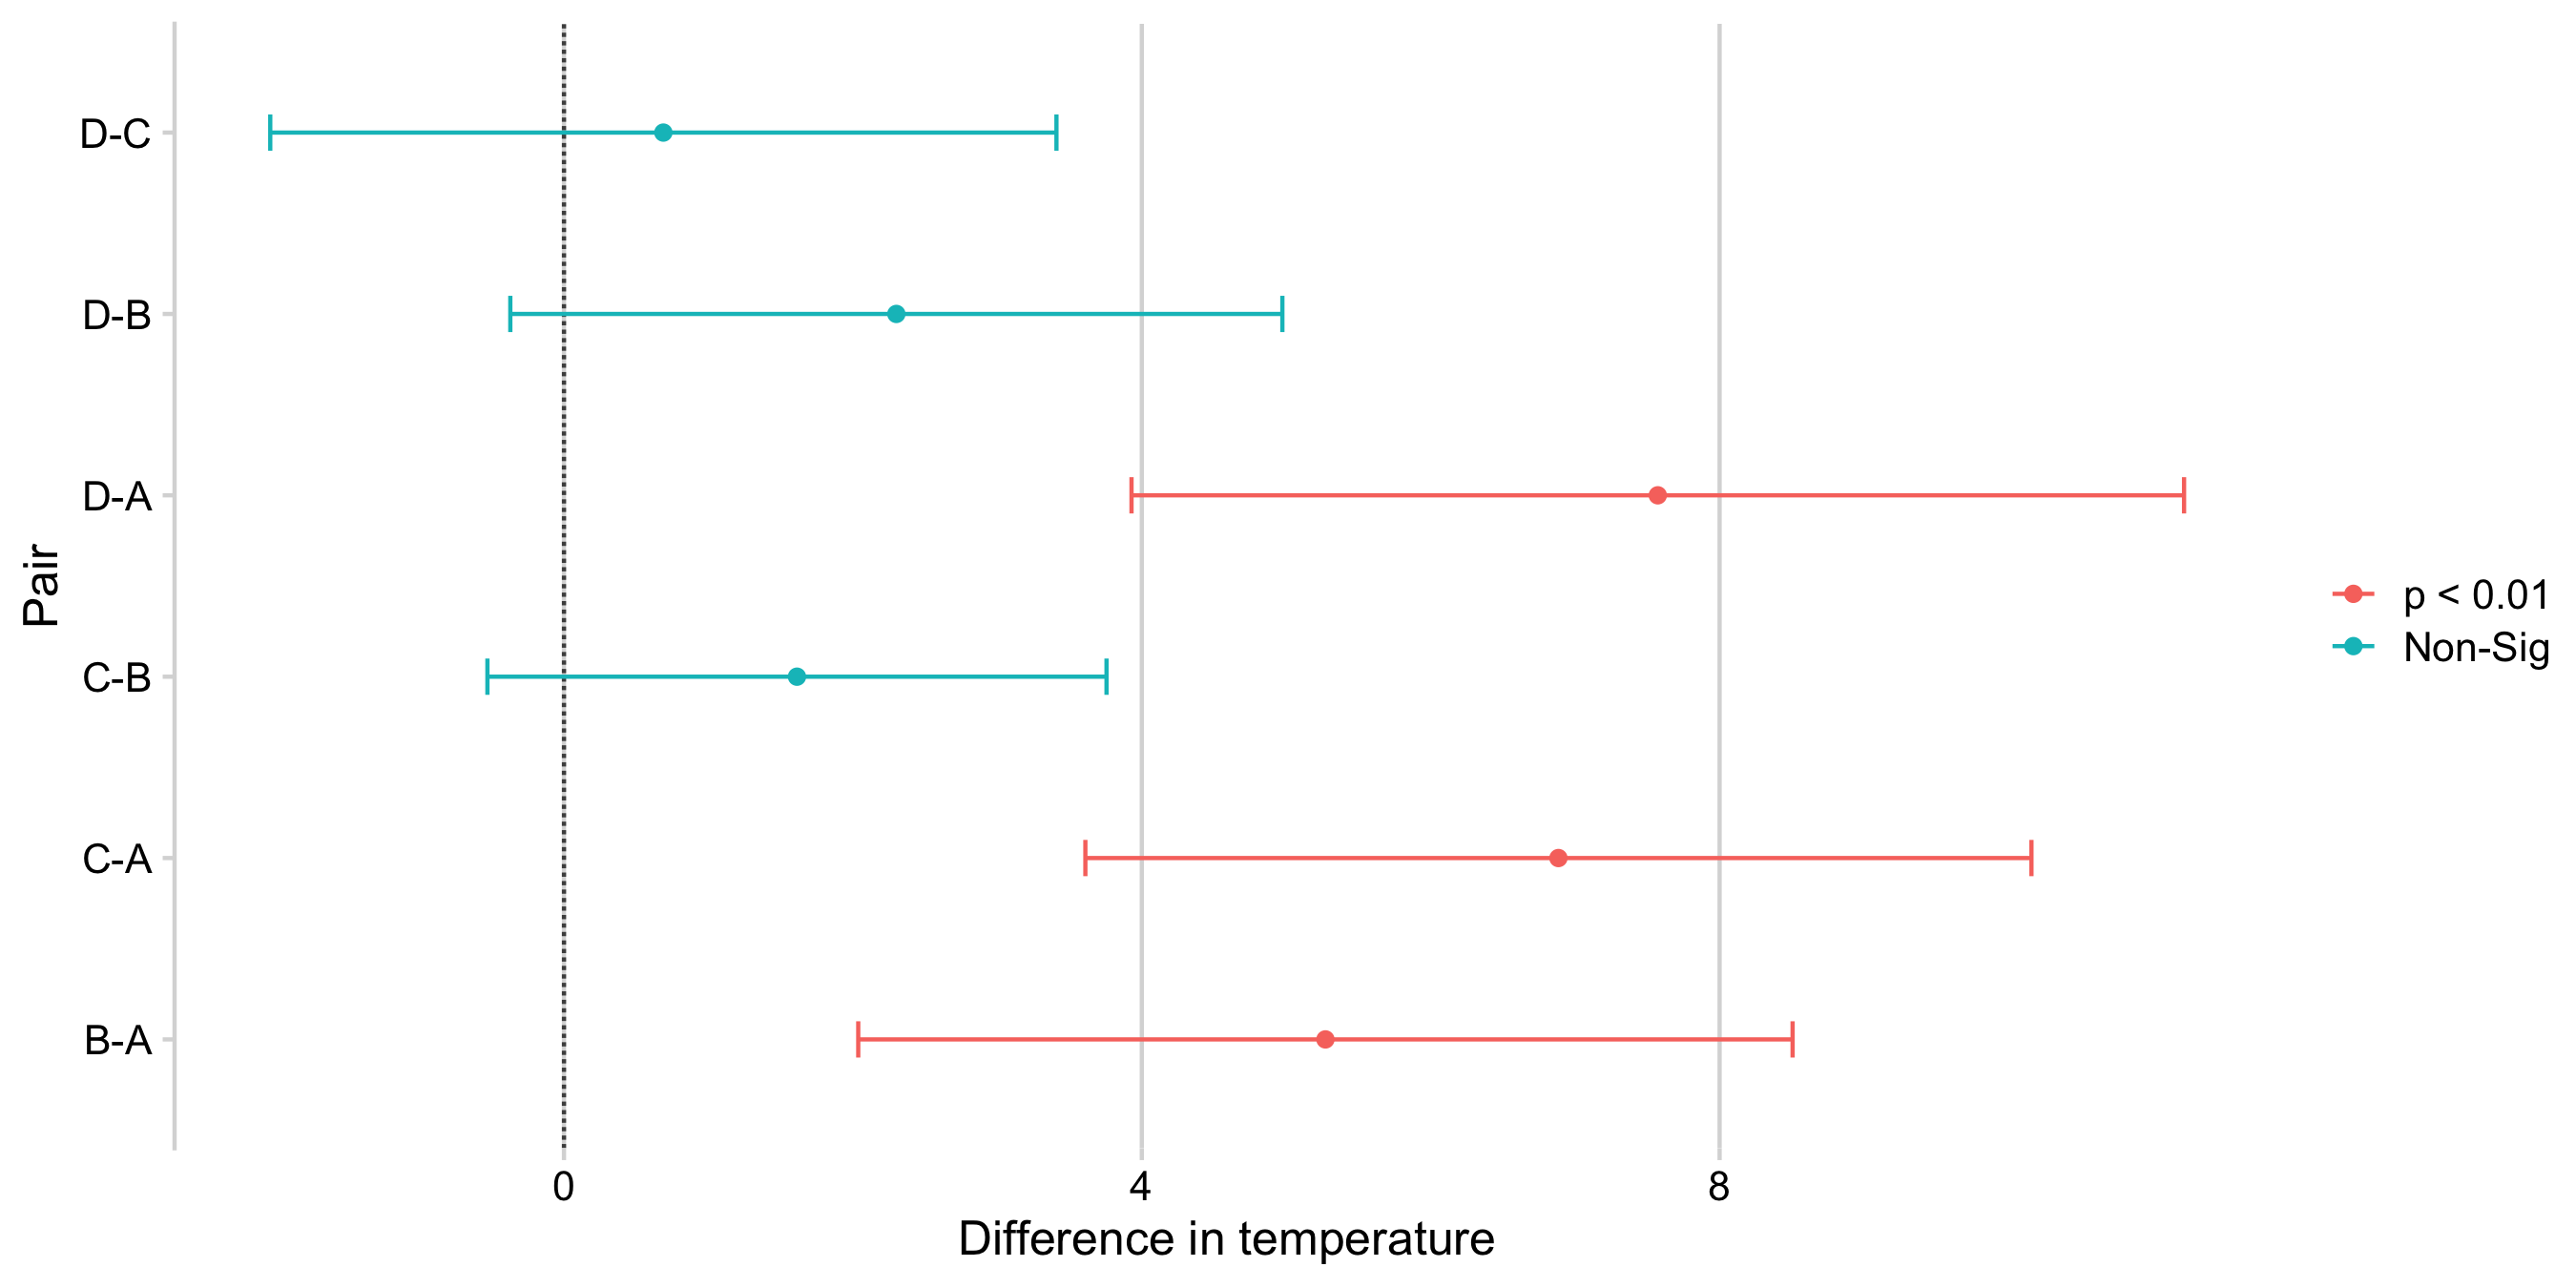 Pair
D-C
D-B
D-A
C-B
C-A
B-A
0 4 8
Difference in temperature
p < 0.01
Non-Sig